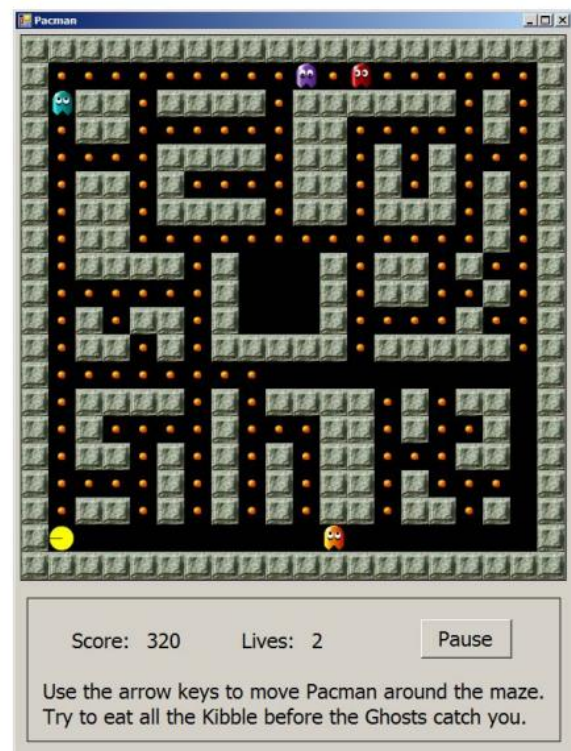 Pacman
Score: 320 Lives: 2 Pause
Use the arrow keys to move Pacman around the maze.
Try to eat all the Kibble before the Ghosts catch you.